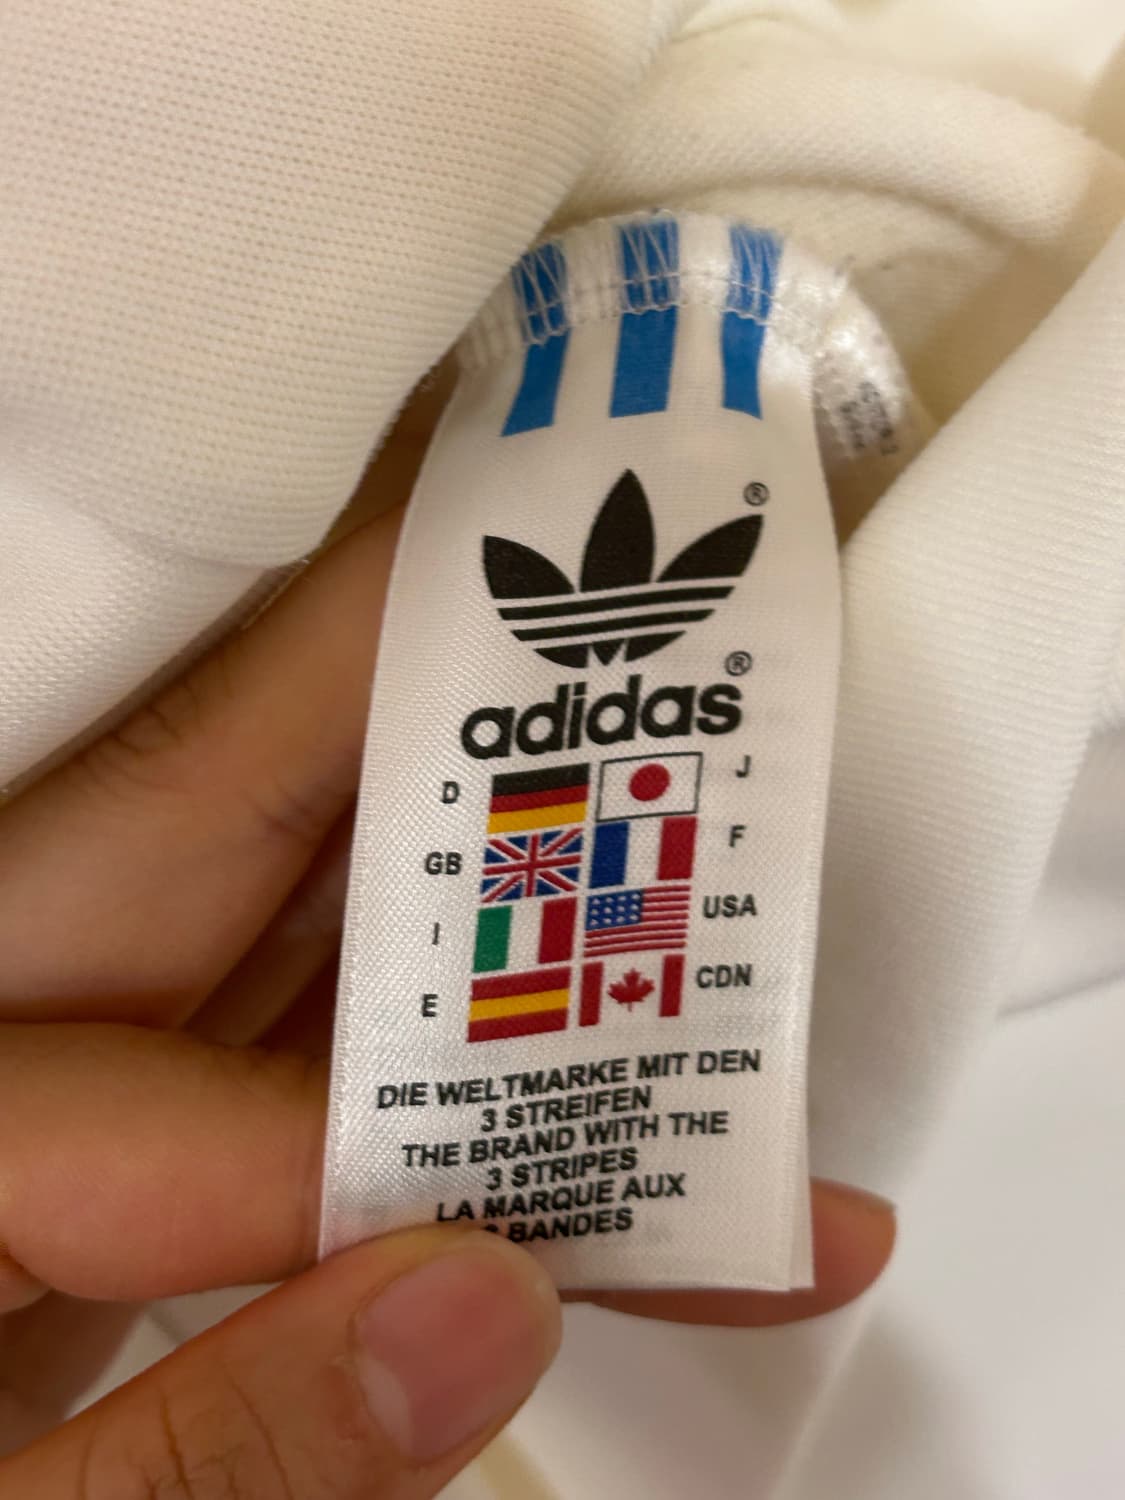 ®
®
adidas
D
J
GB
F
I
USA
E
CDN
DIE WELTMARKE MIT DEN
3 STREIFEN
THE BRAND WITH THE
3 STRIPES
LA MARQUE AUX
BANDES